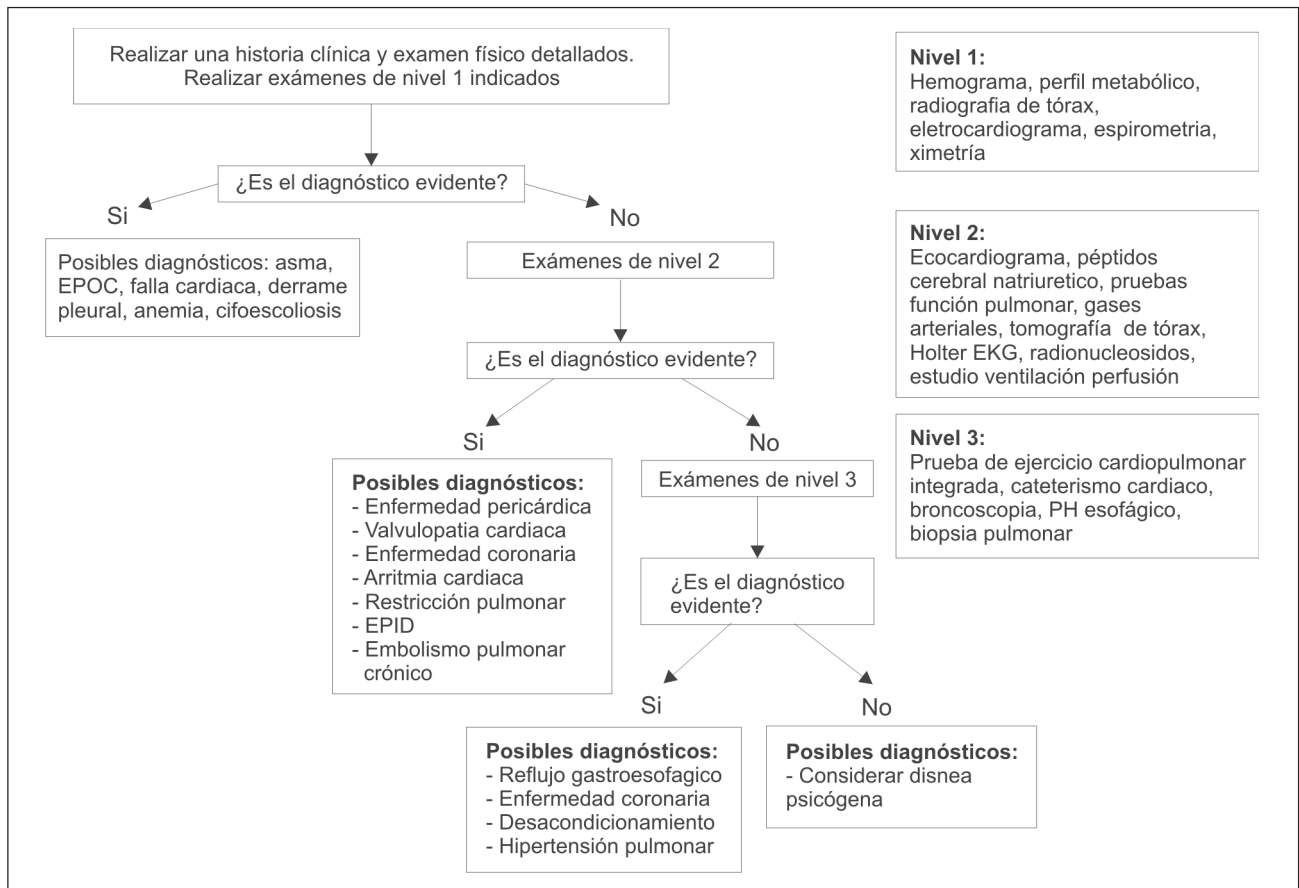 Realizar una historia clínica y examen físico detallados.
Realizar exámenes de nivel 1 indicados
¿Es el diagnóstico evidente?
Si
No
Posibles diagnósticos: asma,
EPOC, falla cardiaca, derrame
pleural, anemia, cifoescoliosis
Exámenes de nivel 2
¿Es el diagnóstico evidente?
Si
No
Posibles diagnósticos:
- Enfermedad pericárdica
- Valvulopatia cardiaca
- Enfermedad coronaria
- Arritmia cardiaca
- Restricción pulmonar
- EPID
- Embolismo pulmonar
crónico
Exámenes de nivel 3
¿Es el diagnóstico
evidente?
Si
No
Posibles diagnósticos:
- Reflujo gastroesofagico
- Enfermedad coronaria
- Desacondicionamiento
- Hipertensión pulmonar
Posibles diagnósticos:
- Considerar disnea
psicógena
Nivel 1:
Hemograma, perfil metabólico,
radiografia de tórax,
eletrocardiograma, espirometria,
ximetría
Nivel 2:
Ecocardiograma, péptidos
cerebral natriuretico, pruebas
función pulmonar, gases
arteriales, tomografía de tórax,
Holter EKG, radionucleosidos,
estudio ventilación perfusión
Nivel 3:
Prueba de ejercicio cardiopulmonar
integrada, cateterismo cardiaco,
broncoscopia, PH esofágico,
biopsia pulmonar